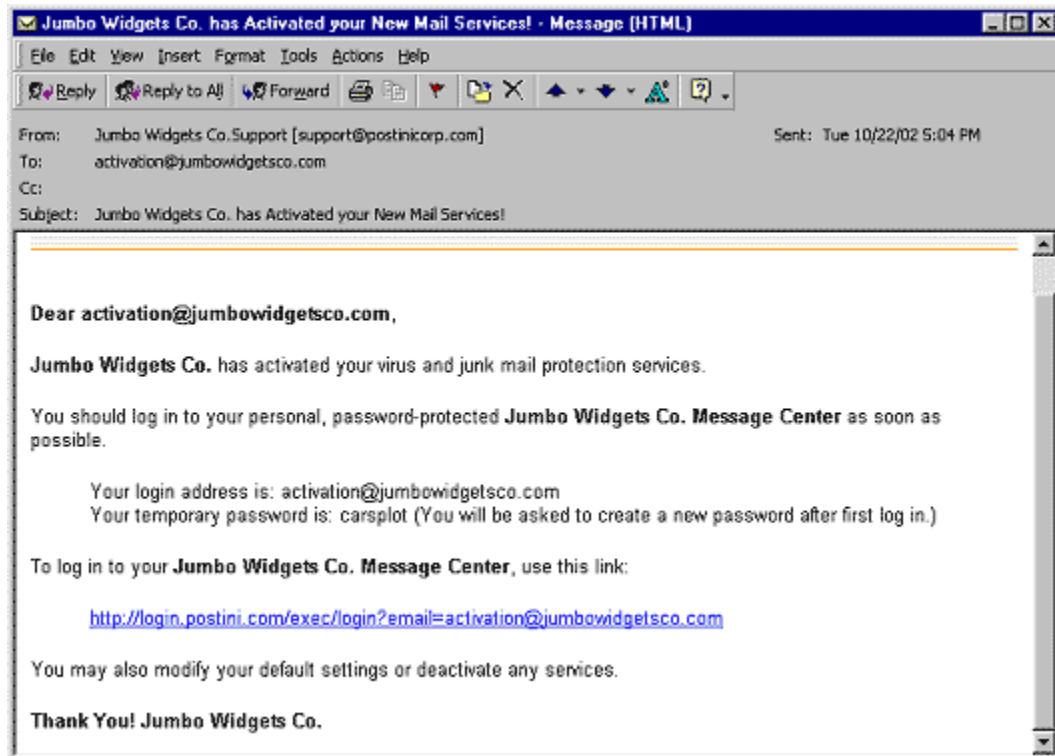 Jumbo Widgets Co. has Activated your New Mail Services! - Message (HTML)
File Edit View Insert Format Tools Actions Help
Reply Reply to All Forward
From: Jumbo Widgets Co.Support [support@postinicorp.com] Sent: Tue 10/22/02 5:04 PM
To: activation@jumbowidgetsco.com
Cc:
Subject: Jumbo Widgets Co. has Activated your New Mail Services!
Dear activation@jumbowidgetsco.com,
Jumbo Widgets Co. has activated your virus and junk mail protection services.
You should log in to your personal, password-protected Jumbo Widgets Co. Message Center as soon as
possible.
Your login address is: activation@jumbowidgetsco.com
Your temporary password is: carsplot (You will be asked to create a new password after first log in.)
To log in to your Jumbo Widgets Co. Message Center, use this link:
http://login.postini.com/exec/login?email=activation@jumbowidgetsco.com
You may also modify your default settings or deactivate any services.
Thank You! Jumbo Widgets Co.